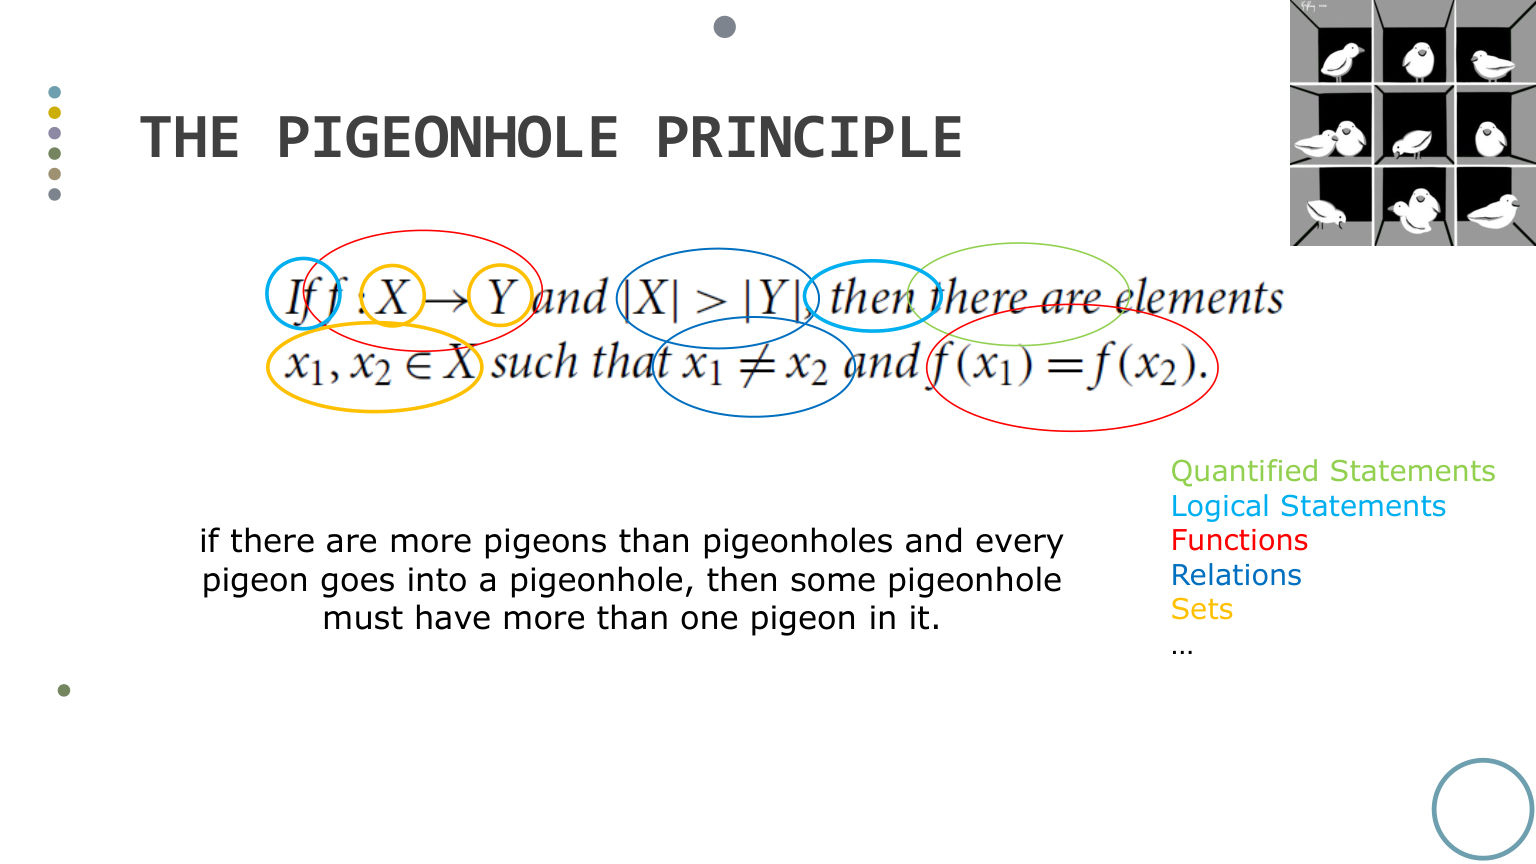 THE PIGEONHOLE PRINCIPLE
If f : X → Y and |X| > |Y|, then there are elements
x₁, x₂ ∈ X such that x₁ ≠ x₂ and f(x₁) = f(x₂).
if there are more pigeons than pigeonholes and every
pigeon goes into a pigeonhole, then some pigeonhole
must have more than one pigeon in it.
Quantified Statements
Logical Statements
Functions
Relations
Sets
...